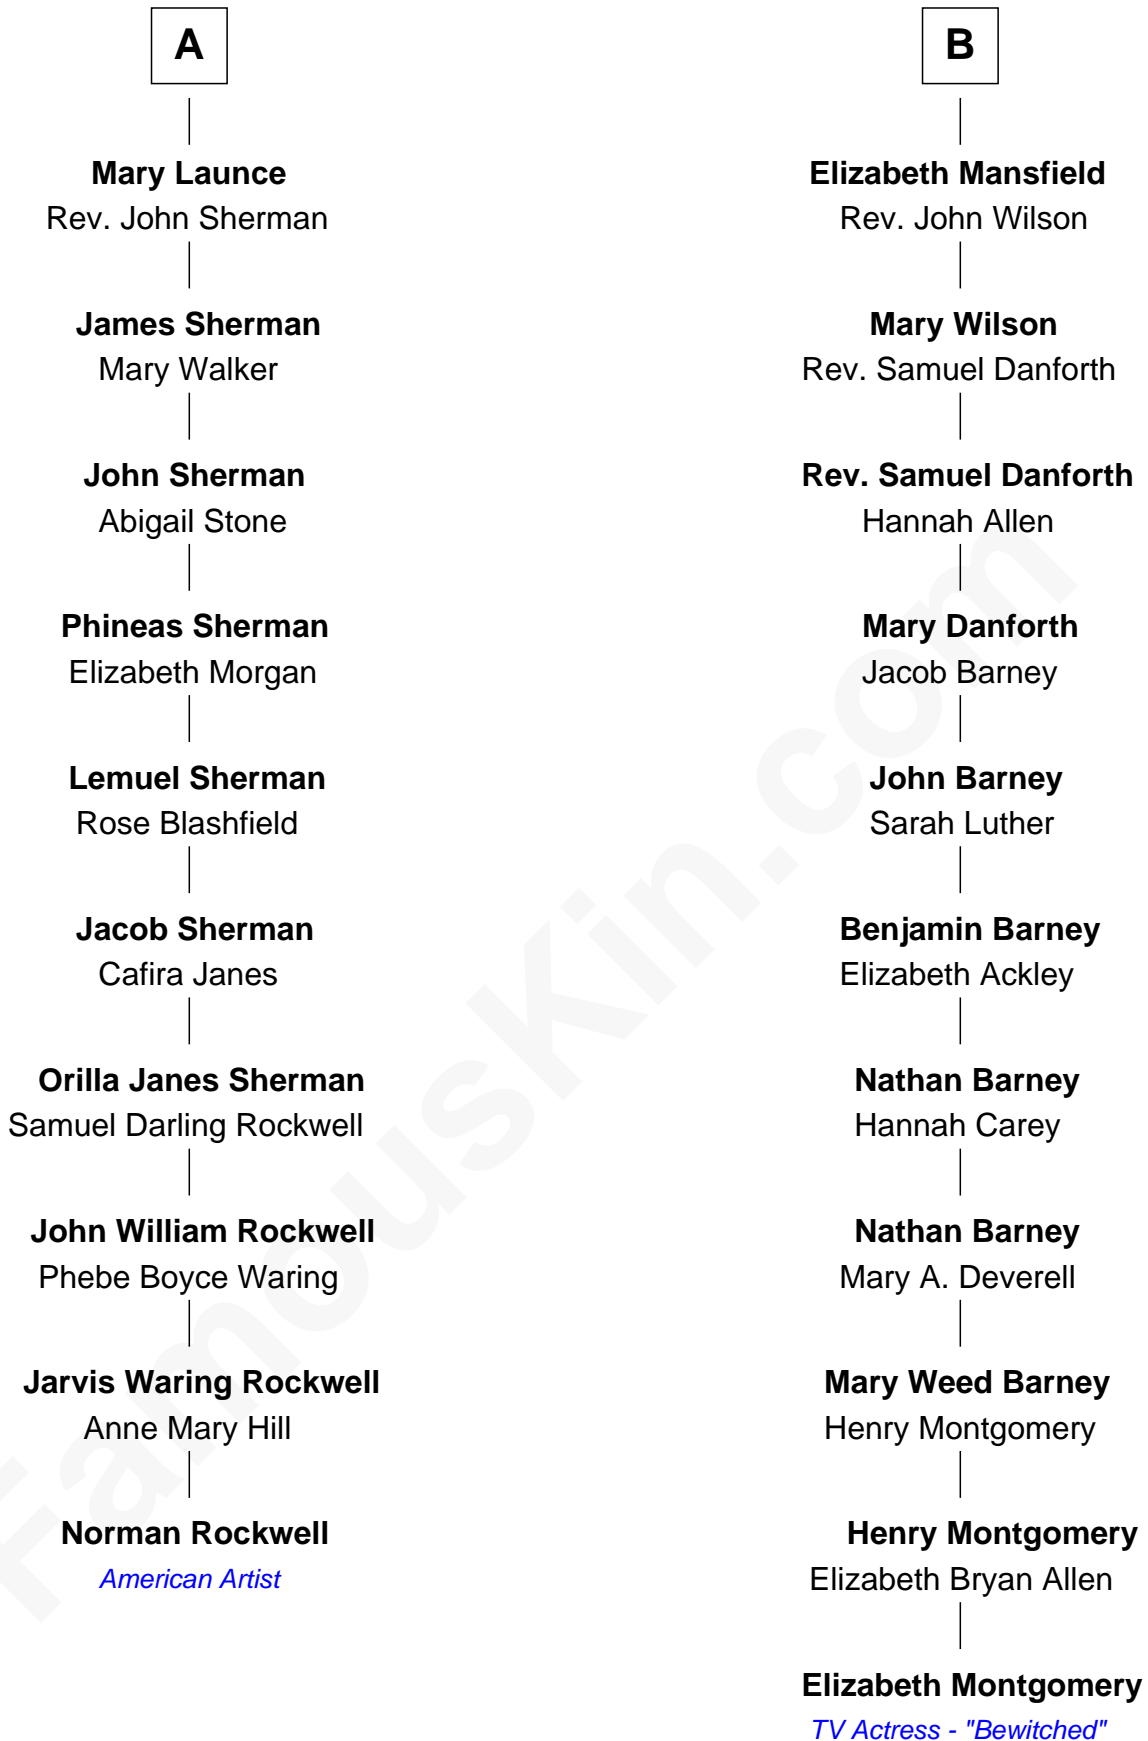 A
Mary Launce
Rev. John Sherman
James Sherman
Mary Walker
John Sherman
Abigail Stone
Phineas Sherman
Elizabeth Morgan
Lemuel Sherman
Rose Blashfield
Jacob Sherman
Cafira Janes
Orilla Janes Sherman
Samuel Darling Rockwell
John William Rockwell
Phebe Boyce Waring
Jarvis Waring Rockwell
Anne Mary Hill
Norman Rockwell
American Artist
B
Elizabeth Mansfield
Rev. John Wilson
Mary Wilson
Rev. Samuel Danforth
Rev. Samuel Danforth
Hannah Allen
Mary Danforth
Jacob Barney
John Barney
Sarah Luther
Benjamin Barney
Elizabeth Ackley
Nathan Barney
Hannah Carey
Nathan Barney
Mary A. Deverell
Mary Weed Barney
Henry Montgomery
Henry Montgomery
Elizabeth Bryan Allen
Elizabeth Montgomery
TV Actress - "Bewitched"
FamousKin.com